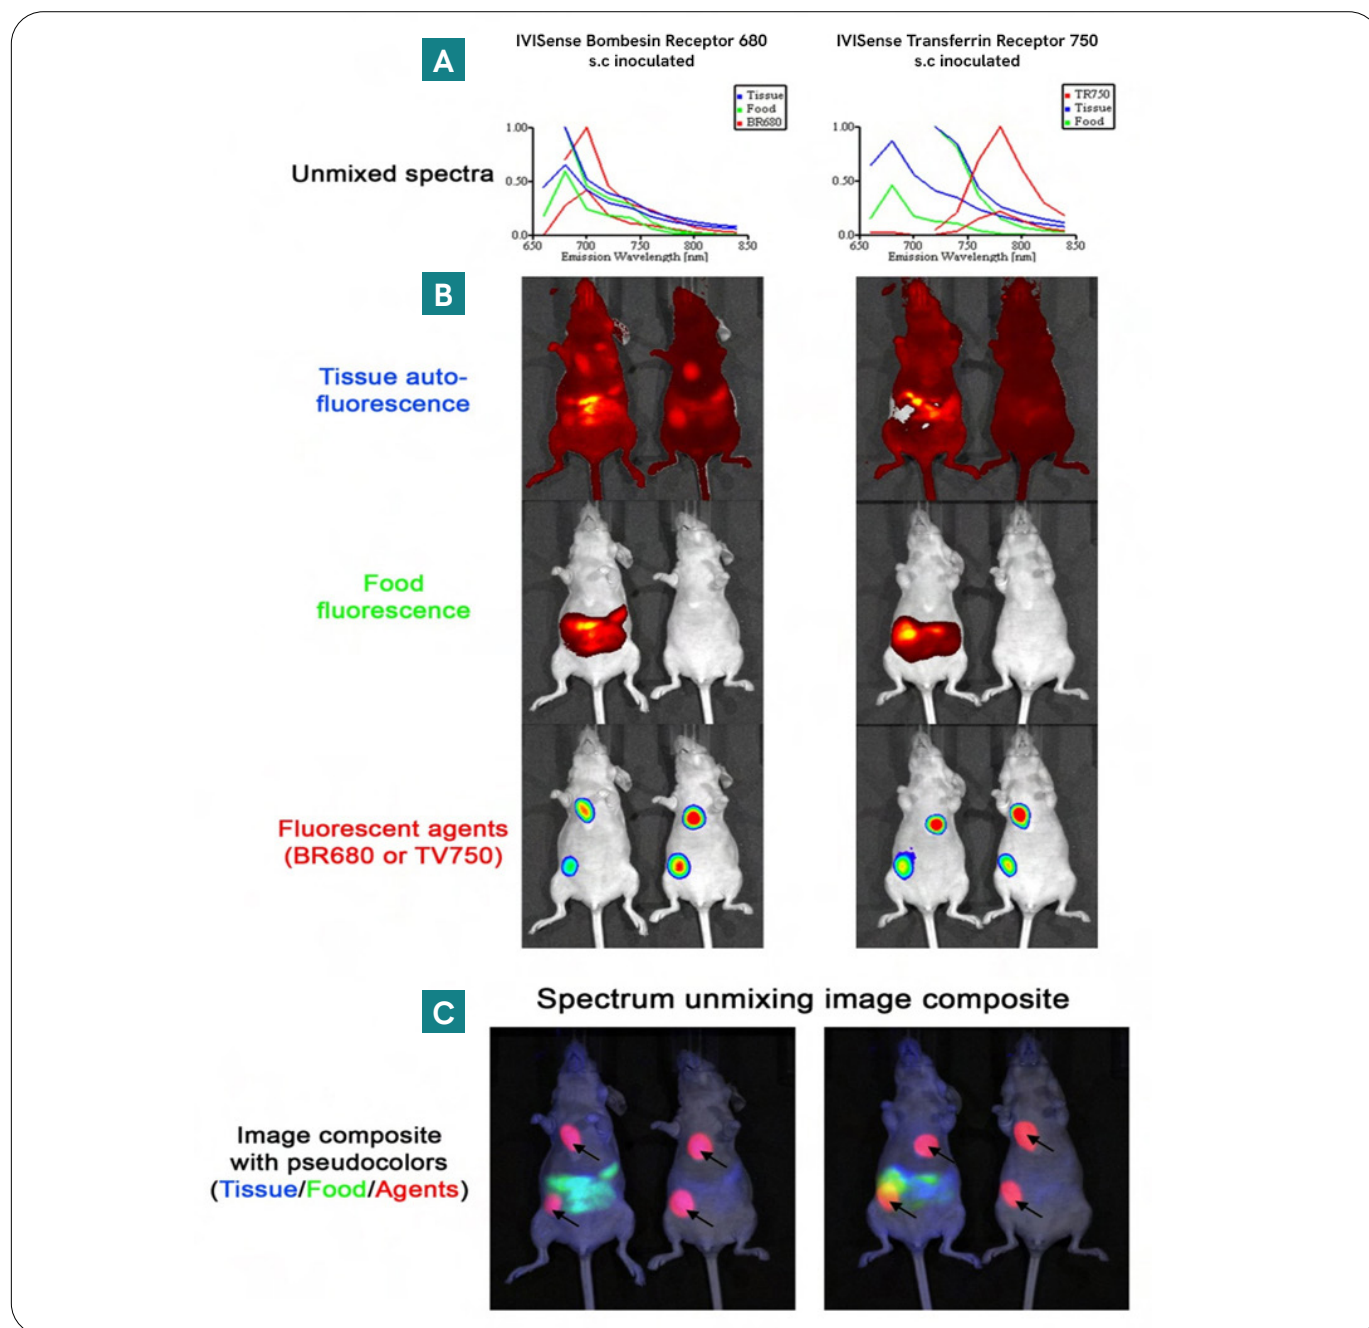 A
IVISense Bombesin Receptor 680
s.c inoculated
IVISense Transferrin Receptor 750
s.c inoculated
Unmixed spectra
Tissue
Food
BR680
1.00
0.50
0.0
650
700
750
800
850
Emission Wavelength [nm]
TR750
Tissue
Food
1.00
0.50
0.0
650
700
750
800
850
Emission Wavelength [nm]
B
Tissue auto-
fluorescence
Food
fluorescence
Fluorescent agents
(BR680 or TV750)
C
Spectrum unmixing image composite
Image composite
with pseudocolors
(Tissue/Food/Agents)